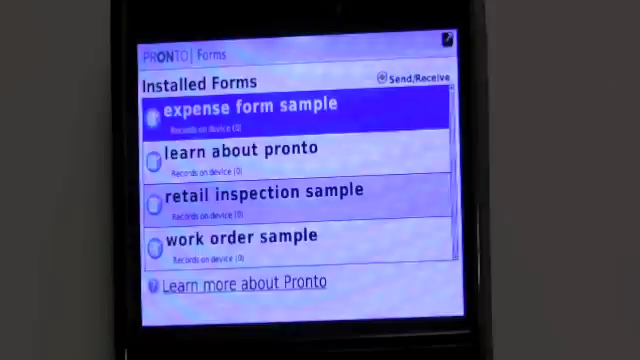 PRONTO | Forms
Installed Forms
Send/Receive
expense form sample
Records on device (0)
learn about pronto
Records on device (0)
retail inspection sample
Records on device (0)
work order sample
Records on device (0)
Learn more about Pronto